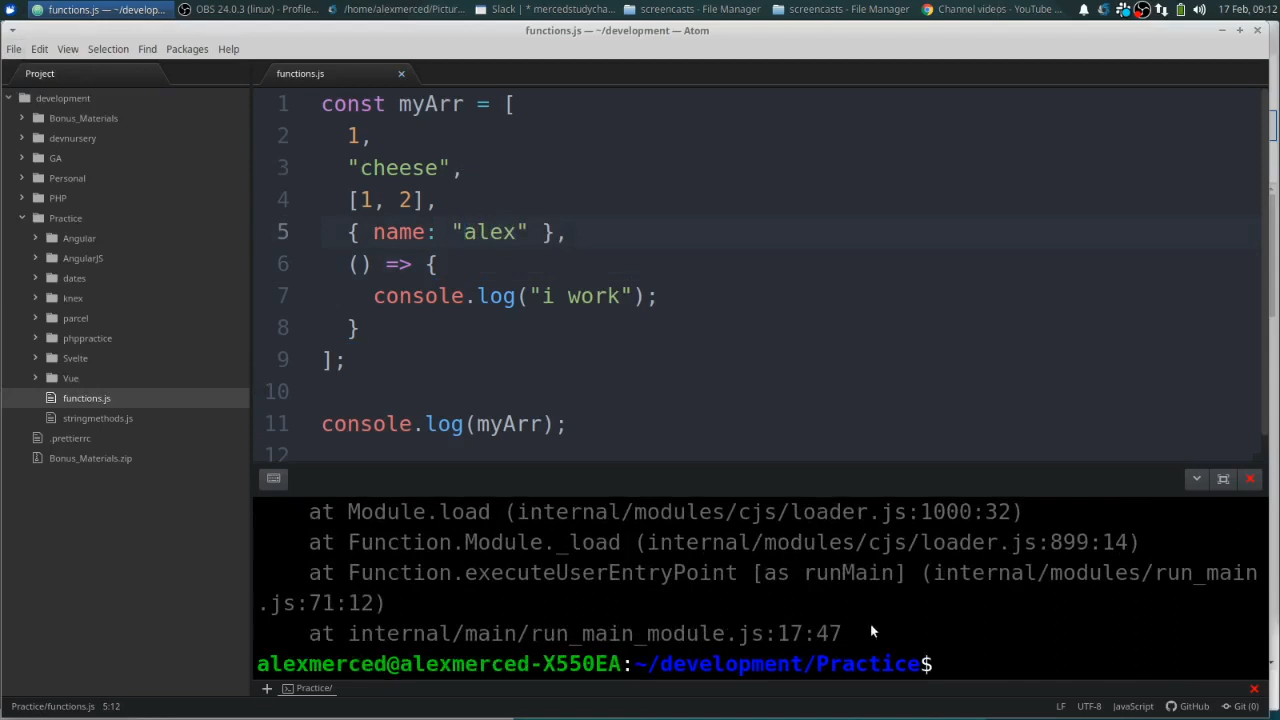 ~/development/functions.js — ~/develop...
OBS 24.0.3 (linux) - Profile...
/home/alexmerced/Pictur...
Slack | * mercedstudychа...
screencasts - File Manager
screencasts - File Manager
Channel videos - YouTube ...
17 Feb, 09:12
functions.js — ~/development — Atom
File Edit View Selection Find Packages Help
Project
functions.js
development
Bonus_Materials
devnursery
GA
Personal
PHP
Practice
Angular
AngularJS
dates
knex
parcel
phppractice
Svelte
Vue
functions.js
stringmethods.js
.prettierrc
Bonus_Materials.zip
1 const myArr = [
2 1,
3 "cheese",
4 [1, 2],
5 { name: "alex" },
6 () => {
7 console.log("i work");
8 }
9 ];
10
11 console.log(myArr);
12
at Module.load (internal/modules/cjs/loader.js:1000:32)
at Function.Module._load (internal/modules/cjs/loader.js:899:14)
at Function.executeUserEntryPoint [as runMain] (internal/modules/run_main
.js:71:12)
at internal/main/run_main_module.js:17:47
alexmerced@alexmerced-X550EA:~/development/Practice$
Practice/
Practice/functions.js 5:12
LF UTF-8 JavaScript GitHub Git (0)